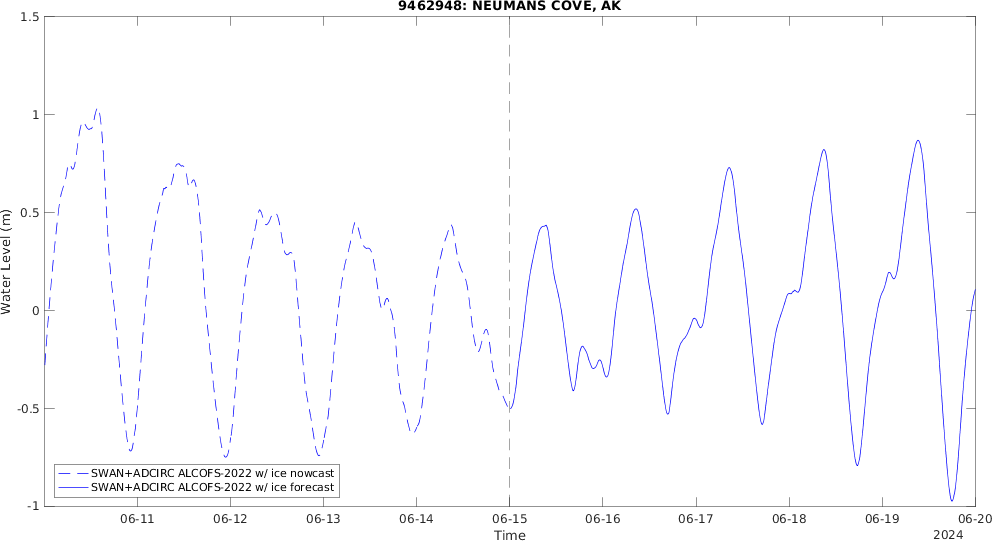 9462948: NEUMANS COVE, AK
1.5
1
0.5
0
-0.5
-1
Water Level (m)
SWAN+ADCIRC ALCOFS-2022 w/ ice nowcast
SWAN+ADCIRC ALCOFS-2022 w/ ice forecast
06-11 06-12 06-13 06-14 06-15 06-16 06-17 06-18 06-19 06-20
Time
2024